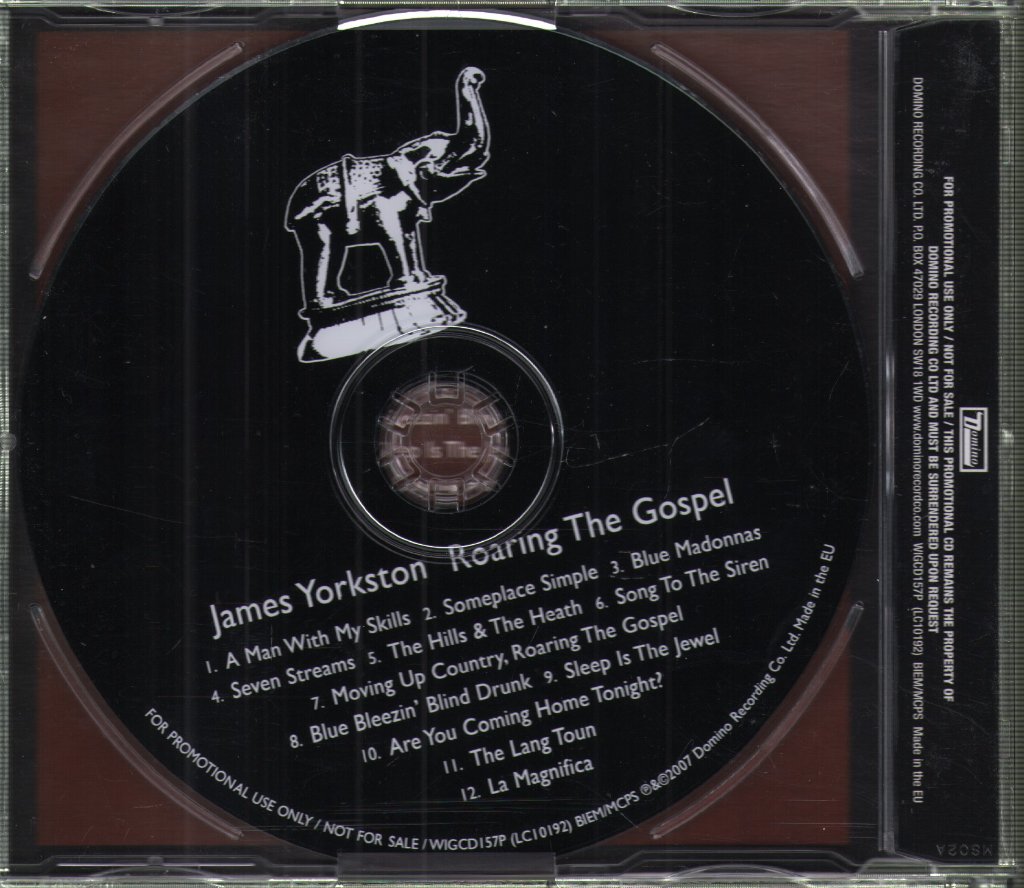 James Yorkston Roaring The Gospel
1. A Man With My Skills 2. Someplace Simple 3. Blue Madonnas
4. Seven Streams 5. The Hills & The Heath 6. Song To The Siren
7. Moving Up Country, Roaring The Gospel
8. Blue Bleezin' Blind Drunk 9. Sleep Is The Jewel
10. Are You Coming Home Tonight?
11. The Lang Toun
12. La Magnifica
FOR PROMOTIONAL USE ONLY / NOT FOR SALE / WIGCD157P (LC10192) BIEM/MCPS ℗&©2007 Domino Recording Co. Ltd. Made in the EU
Domino
FOR PROMOTIONAL USE ONLY / NOT FOR SALE / THIS PROMOTIONAL CD REMAINS THE PROPERTY OF
DOMINO RECORDING CO LTD AND MUST BE SURRENDERED UPON REQUEST
DOMINO RECORDING CO. LTD. P.O. BOX 47029 LONDON SW18 1WD www.dominorecordco.com WIGCD157P (LC10192) BIEM/MCPS Made in the EU
MS02A